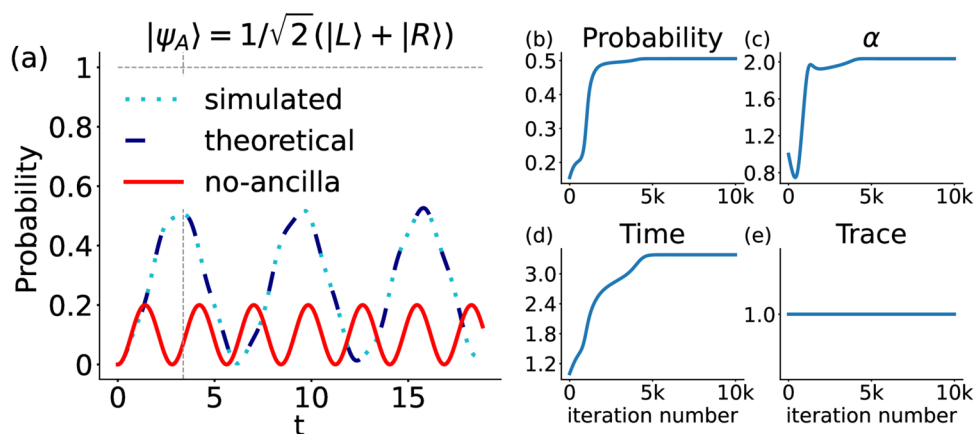 |ψ_A⟩ = 1/√2(|L⟩ + |R⟩)
(a)
1
0.8
0.6
0.4
0.2
0
Probability
simulated
theoretical
no-ancilla
0 5 10 15
t
(b) Probability
0.5
0.4
0.3
0.2
0 5k 10k
(c) α
2.0
1.6
1.2
0.8
0 5k 10k
(d) Time
3.0
2.4
1.8
1.2
0 5k 10k
iteration number
(e) Trace
1.0
0 5k 10k
iteration number